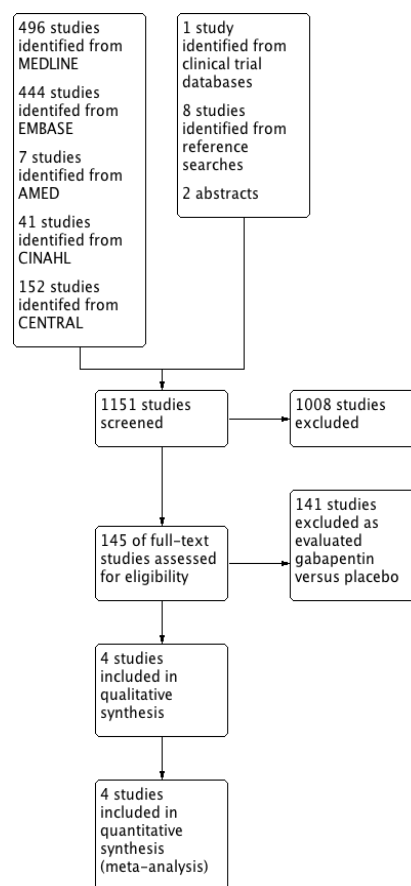 496 studies
identified from
MEDLINE
444 studies
identifed from
EMBASE
7 studies
identified from
AMED
41 studies
identified from
CINAHL
152 studies
identifed from
CENTRAL
1 study
identified from
clinical trial
databases
8 studies
identified from
reference
searches
2 abstracts
1151 studies
screened
1008 studies
excluded
145 of full-text
studies assessed
for eligibility
141 studies
excluded as
evaluated
gabapentin
versus placebo
4 studies
included in
qualitative
synthesis
4 studies
included in
quantitative
synthesis
(meta-analysis)